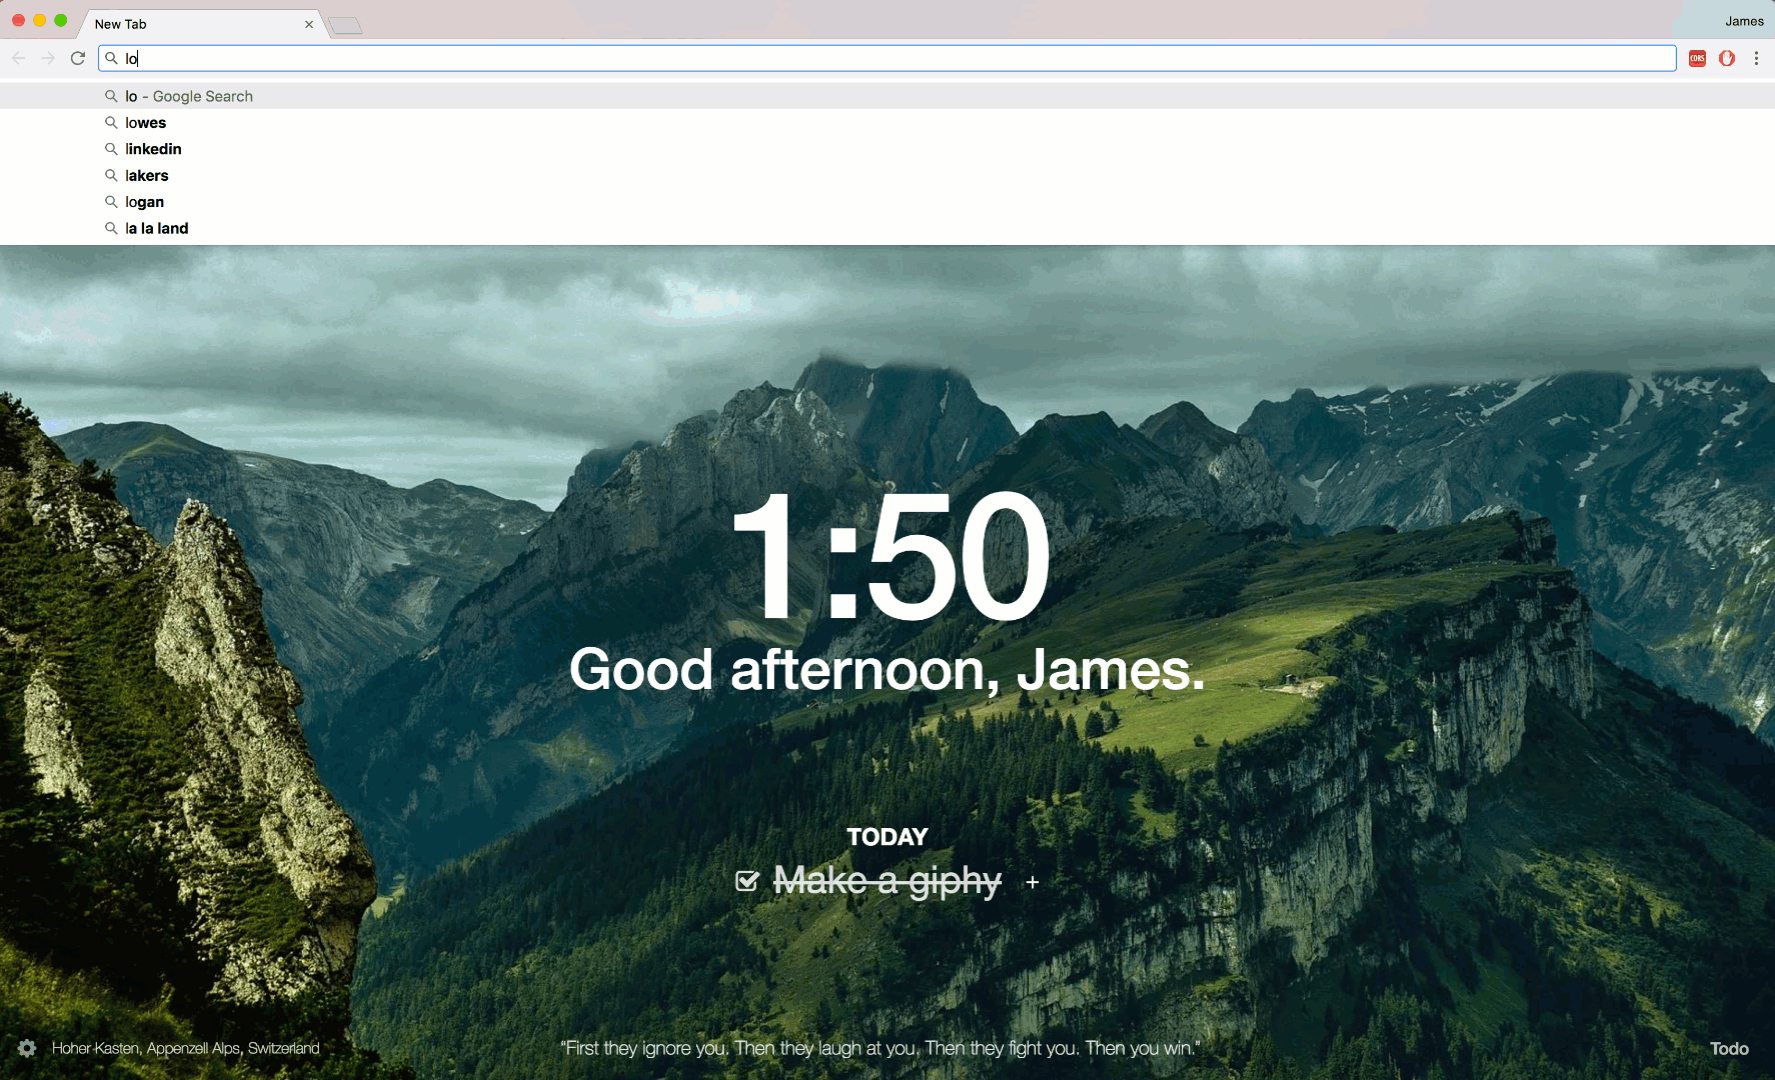 New Tab
James
lo
CORS
lo - Google Search
lowes
linkedin
lakers
logan
la la land
1:50
Good afternoon, James.
TODAY
Make a giphy +
Hoher Kasten, Appenzell Alps, Switzerland
“First they ignore you. Then they laugh at you. Then they fight you. Then you win.”
Todo